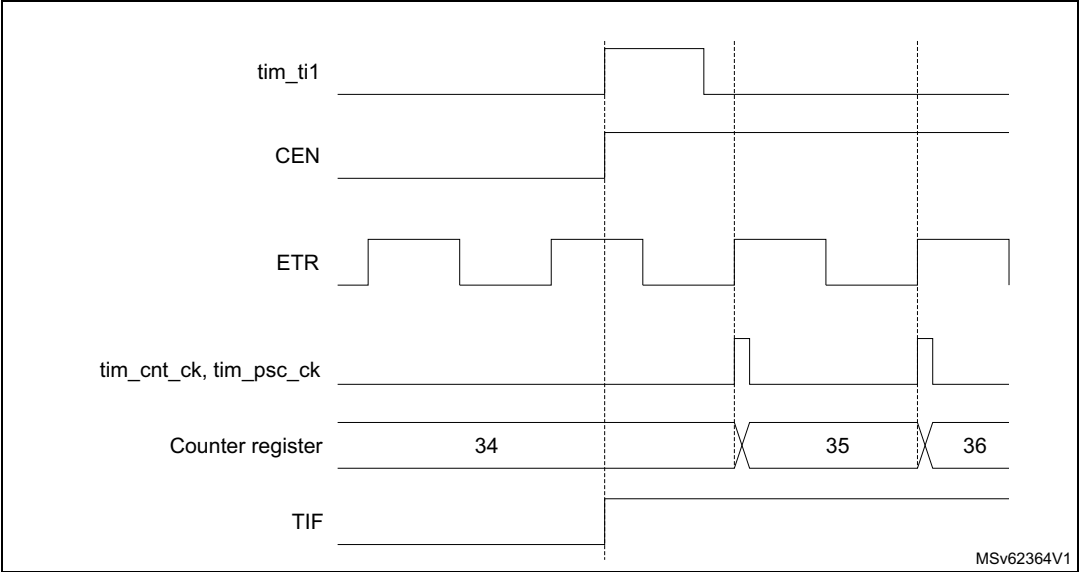 tim_ti1
CEN
ETR
tim_cnt_ck, tim_psc_ck
Counter register 34 35 36
TIF
MSv62364V1